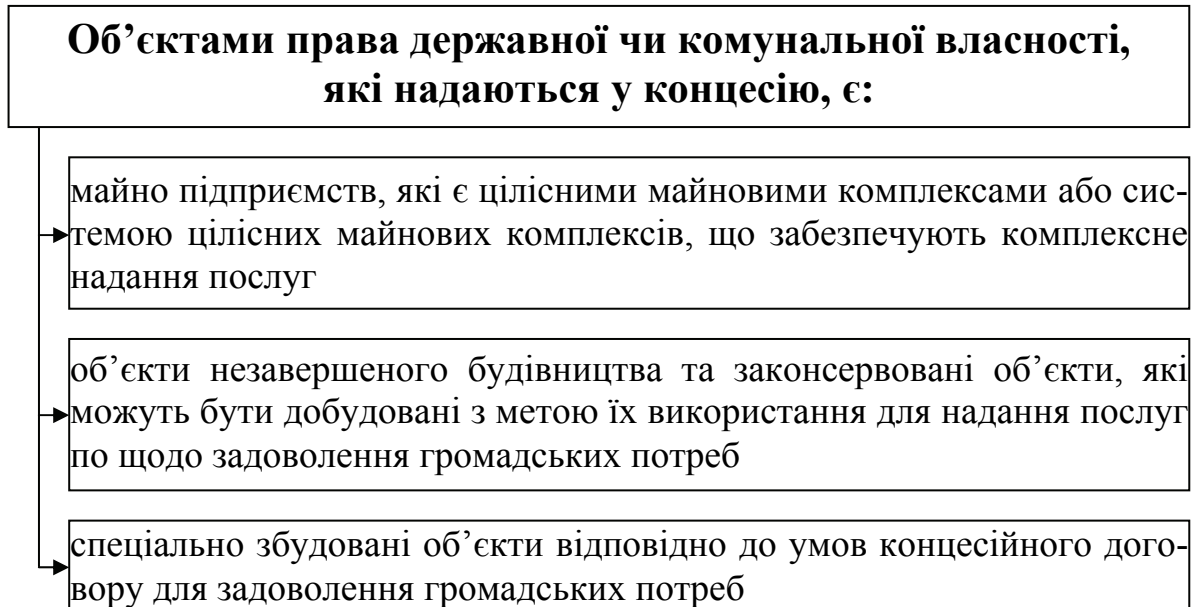 Об’єктами права державної чи комунальної власності,
які надаються у концесію, є:
майно підприємств, які є цілісними майновими комплексами або сис-
темою цілісних майнових комплексів, що забезпечують комплексне
надання послуг
об’єкти незавершеного будівництва та законсервовані об’єкти, які
можуть бути добудовані з метою їх використання для надання послуг
по щодо задоволення громадських потреб
спеціально збудовані об’єкти відповідно до умов концесійного дого-
вору для задоволення громадських потреб